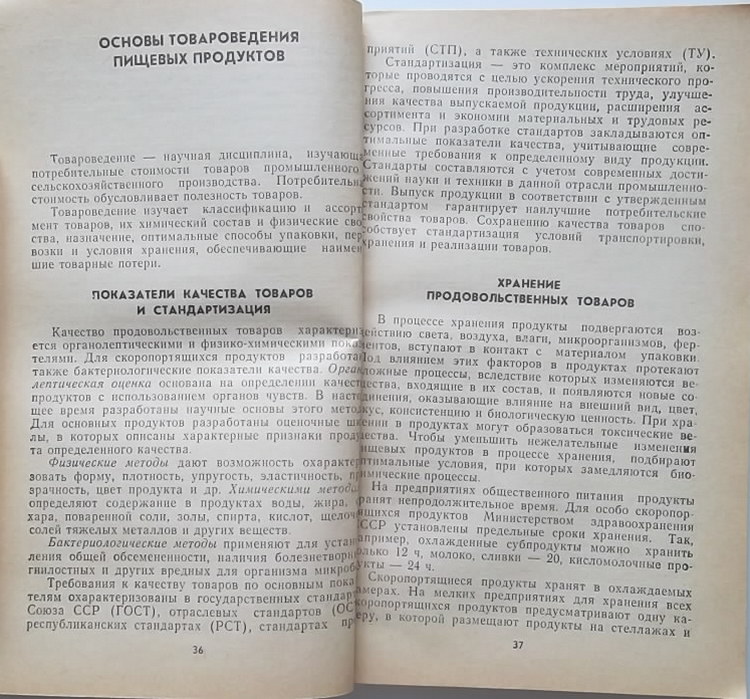 ОСНОВЫ ТОВАРОВЕДЕНИЯ
ПИЩЕВЫХ ПРОДУКТОВ
Товароведение — научная дисциплина, изучающа
потребительные стоимости товаров промышленного
сельскохозяйственного производства. Потребительн
стоимость обусловливает полезность товаров.
Товароведение изучает классификацию и ассорт
мент товаров, их химический состав и физические сво
ства, назначение, оптимальные способы упаковки, пер
возки и условия хранения, обеспечивающие наимен
шие товарные потери.
ПОКАЗАТЕЛИ КАЧЕСТВА ТОВАРОВ
И СТАНДАРТИЗАЦИЯ
Качество продовольственных товаров характериз
ется органолептическими и физико-химическими показ
телями. Для скоропортящихся продуктов разработа
также бактериологические показатели качества. Орган
лептическая оценка основана на определении качест
продуктов с использованием органов чувств. В наст
щее время разработаны научные основы этого мето
Для основных продуктов разработаны оценочные ш
лы, в которых описаны характерные признаки проду
та определенного качества.
Физические методы дают возможность охарактер
зовать форму, плотность, упругость, эластичность, п
зрачность, цвет продукта и др. Химическими метода
определяют содержание в продуктах воды, жира,
хара, поваренной соли, золы, спирта, кислот, щелоч
солей тяжелых металлов и других веществ.
Бактериологические методы применяют для устан
ления общей обсемененности, наличия болезнетворн
гнилостных и других вредных для организма микроб
Требования к качеству товаров по основным пока
телям охарактеризованы в государственных стандарт
Союза ССР (ГОСТ), отраслевых стандартов (ОС
республиканских стандартах (РСТ), стандартах пр
36
приятий (СТП), а также технических условиях (ТУ).
Стандартизация — это комплекс мероприятий, ко-
торые проводятся с целью ускорения технического про-
гресса, повышения производительности труда, улучше-
ния качества выпускаемой продукции, расширения ас-
сортимента и экономии материальных и трудовых ре-
сурсов. При разработке стандартов закладываются оп-
тимальные показатели качества, учитывающие совре-
менные требования к определенному виду продукции.
Стандарты составляются с учетом современных дости-
жений науки и техники в данной отрасли промышленно-
сти. Выпуск продукции в соответствии с утвержденным
стандартом гарантирует наилучшие потребительские
свойства товаров. Сохранению качества товаров спо-
собствует стандартизация условий транспортировки,
хранения и реализации товаров.
ХРАНЕНИЕ
ПРОДОВОЛЬСТВЕННЫХ ТОВАРОВ
В процессе хранения продукты подвергаются воз-
действию света, воздуха, влаги, микроорганизмов, фер-
ментов, вступают в контакт с материалом упаковки.
Под влиянием этих факторов в продуктах протекают
сложные процессы, вследствие которых изменяются ве-
щества, входящие в их состав, и появляются новые со-
единения, оказывающие влияние на внешний вид, цвет,
вкус, консистенцию и биологическую ценность. При хра-
нении в продуктах могут образоваться токсические ве-
щества. Чтобы уменьшить нежелательные изменения
пищевых продуктов в процессе хранения, подбирают
оптимальные условия, при которых замедляются био-
химические процессы.
На предприятиях общественного питания продукты
хранят непродолжительное время. Для особо скоропор-
тящихся продуктов Министерством здравоохранения
СССР установлены предельные сроки хранения. Так,
например, охлажденные субпродукты можно хранить
только 12 ч, молоко, сливки — 20, кисломолочные про-
дукты — 24 ч.
Скоропортящиеся продукты хранят в охлаждаемых
камерах. На мелких предприятиях для хранения всех
скоропортящихся продуктов предусматривают одну ка-
меру, в которой размещают продукты на стеллажах и
37